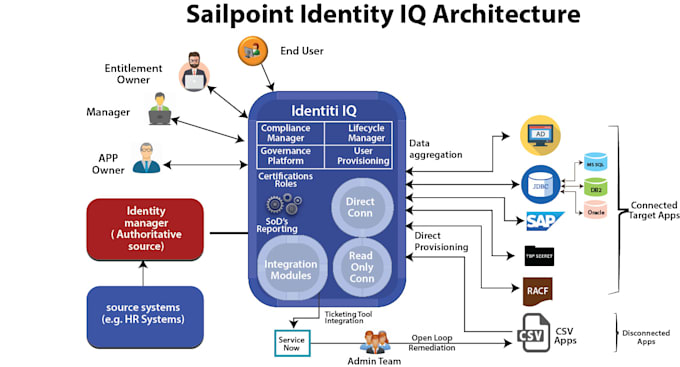 Sailpoint Identity IQ Architecture
End User
Entitlement
Owner
Manager
APP
Owner
Identiti IQ
Compliance
Manager
Lifecycle
Manager
Governance
Platform
User
Provisioning
Certifications
Roles
SoD's
Reporting
Direct
Conn
Integration
Modules
Read
Only
Conn
Identity
manager
( Authoritative
source)
source systems
(e.g. HR Systems)
Data
aggregation
Direct
Provisioning
AD
JDBC
MS SQL
DB2
Oracle
SAP
TOP SECRET
RACF
Connected
Target Apps
Ticketing Tool
Integration
Service
Now
Admin Team
Open Loop
Remediation
CSV
CSV
Apps
Disconnected
Apps